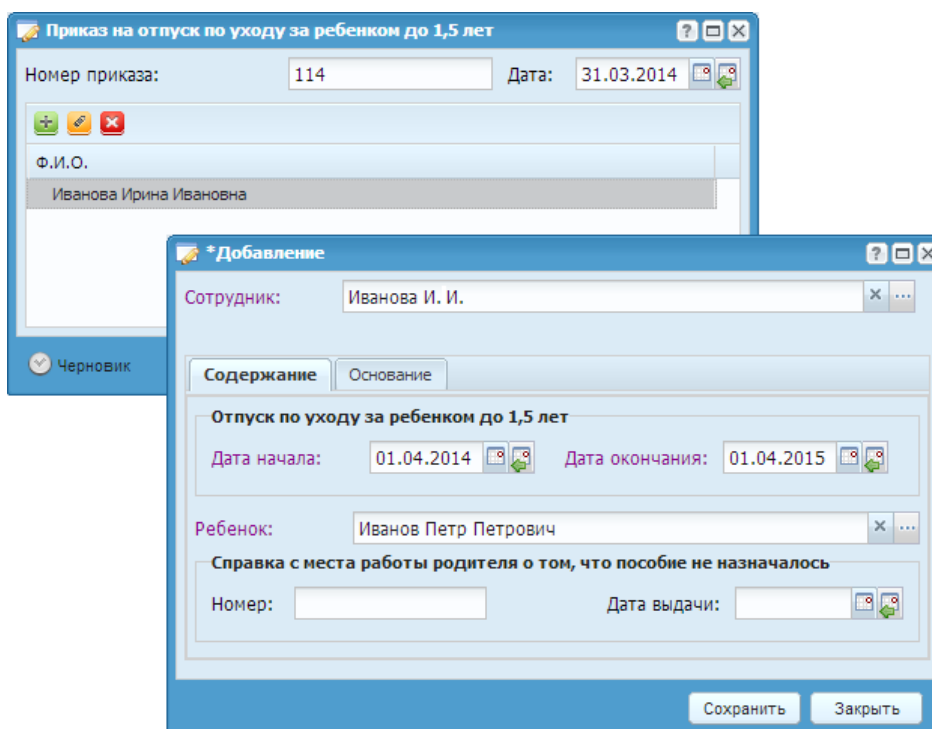 Приказ на отпуск по уходу за ребенком до 1,5 лет
Номер приказа: 114 Дата: 31.03.2014
Ф.И.О.
Иванова Ирина Ивановна
Черновик
*Добавление
Сотрудник: Иванова И. И.
Содержание Основание
Отпуск по уходу за ребенком до 1,5 лет
Дата начала: 01.04.2014 Дата окончания: 01.04.2015
Ребенок: Иванов Петр Петрович
Справка с места работы родителя о том, что пособие не назначалось
Номер: Дата выдачи:
Сохранить Закрыть